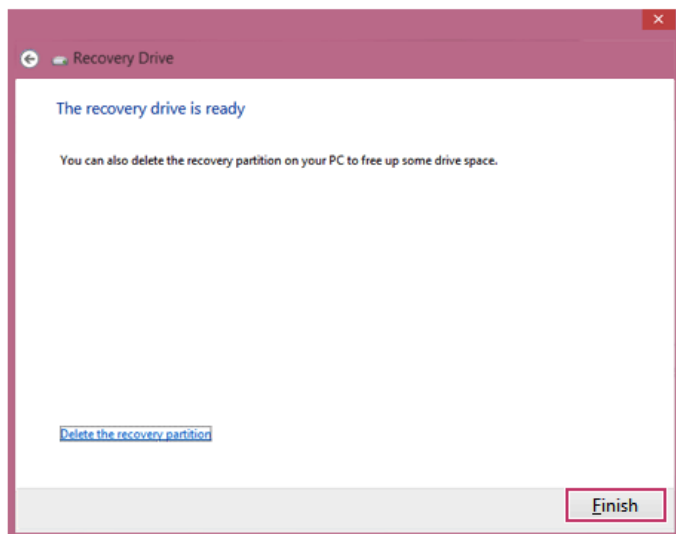 Recovery Drive
The recovery drive is ready
You can also delete the recovery partition on your PC to free up some drive space.
Delete the recovery partition
Finish